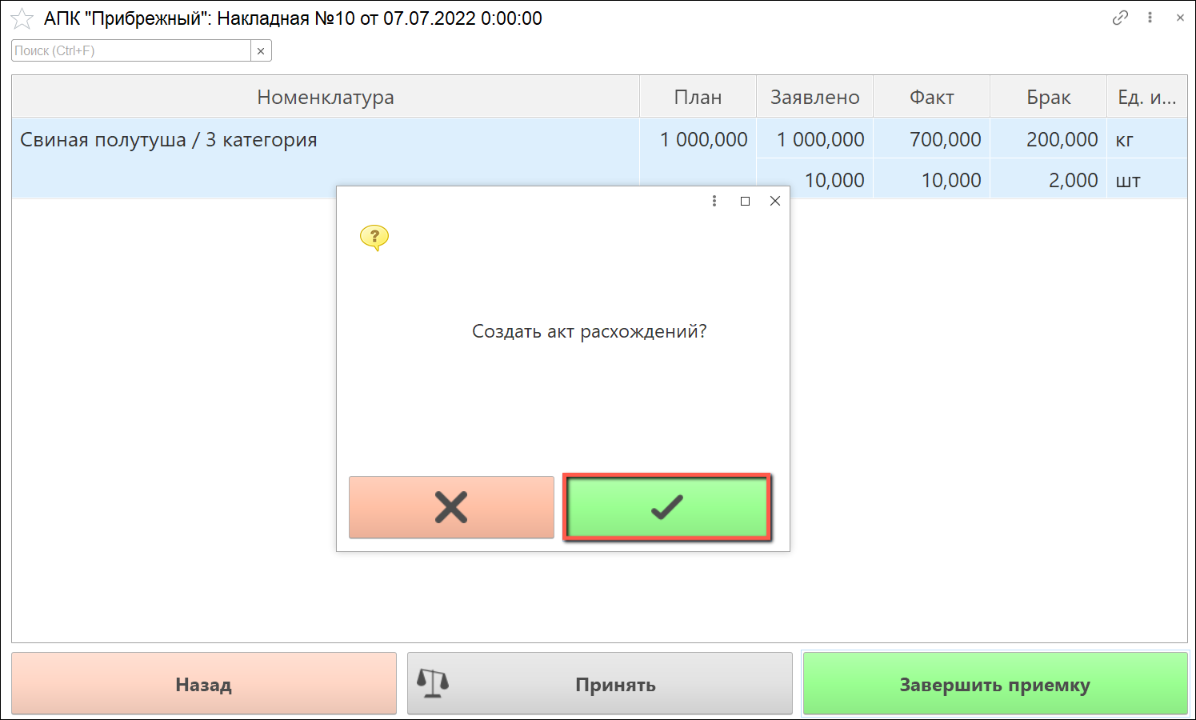 АПК "Прибрежный": Накладная №10 от 07.07.2022 0:00:00
Поиск (Ctrl+F)
Номенклатура План Заявлено Факт Брак Ед. и...
Свиная полутуша / 3 категория 1 000,000 1 000,000 700,000 200,000 кг
10,000 10,000 2,000 шт
Создать акт расхождений?
Назад Принять Завершить приемку